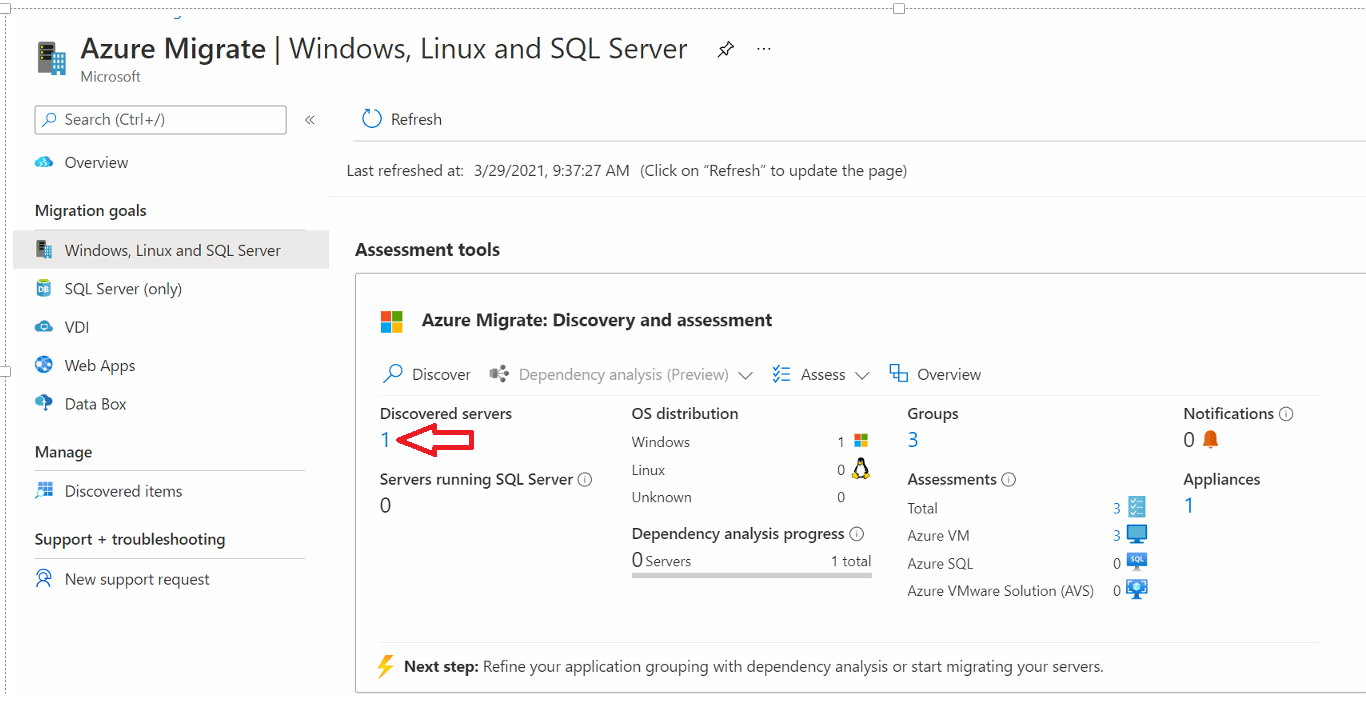 Azure Migrate | Windows, Linux and SQL Server
Microsoft
Search (Ctrl+/)
«
Refresh
Overview
Last refreshed at: 3/29/2021, 9:37:27 AM (Click on “Refresh” to update the page)
Migration goals
Windows, Linux and SQL Server
SQL Server (only)
VDI
Web Apps
Data Box
Manage
Discovered items
Support + troubleshooting
New support request
Assessment tools
Azure Migrate: Discovery and assessment
Discover
Dependency analysis (Preview)
Assess
Overview
Discovered servers
1
Servers running SQL Server
0
OS distribution
Windows 1
Linux 0
Unknown 0
Dependency analysis progress
0 Servers 1 total
Groups
3
Assessments
Total 3
Azure VM 3
Azure SQL 0
SQL
Azure VMware Solution (AVS) 0
Notifications
0
Appliances
1
Next step: Refine your application grouping with dependency analysis or start migrating your servers.